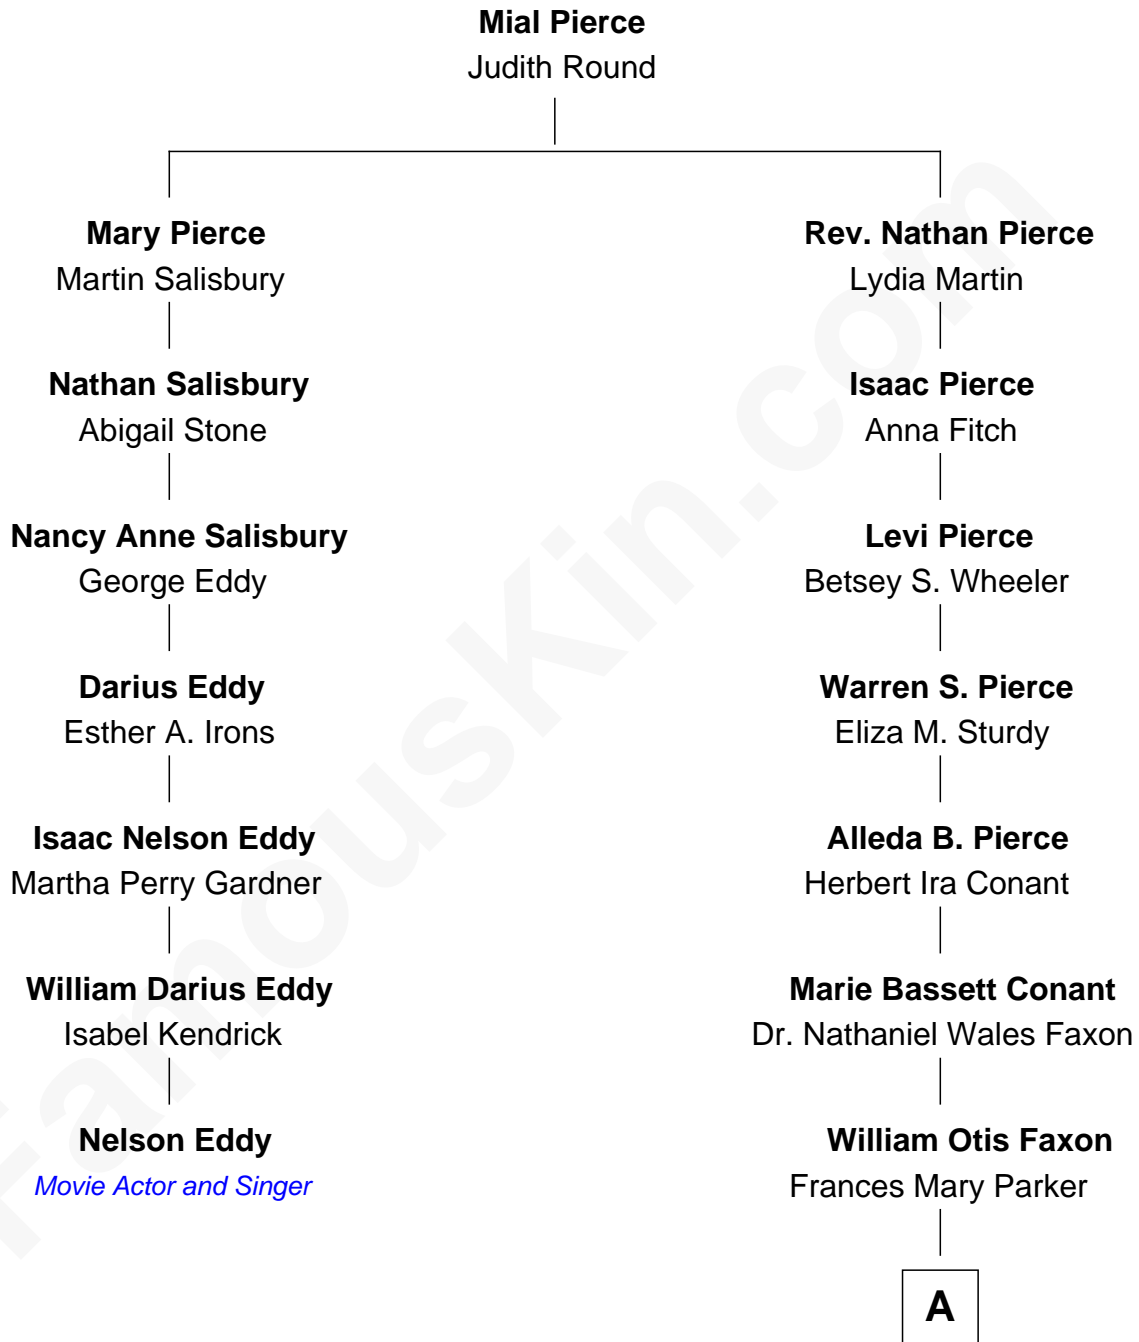 Mial Pierce
Judith Round
Mary Pierce
Martin Salisbury
Nathan Salisbury
Abigail Stone
Nancy Anne Salisbury
George Eddy
Darius Eddy
Esther A. Irons
Isaac Nelson Eddy
Martha Perry Gardner
William Darius Eddy
Isabel Kendrick
Nelson Eddy
Movie Actor and Singer
Rev. Nathan Pierce
Lydia Martin
Isaac Pierce
Anna Fitch
Levi Pierce
Betsey S. Wheeler
Warren S. Pierce
Eliza M. Sturdy
Alleda B. Pierce
Herbert Ira Conant
Marie Bassett Conant
Dr. Nathaniel Wales Faxon
William Otis Faxon
Frances Mary Parker
A
FamousKin.com